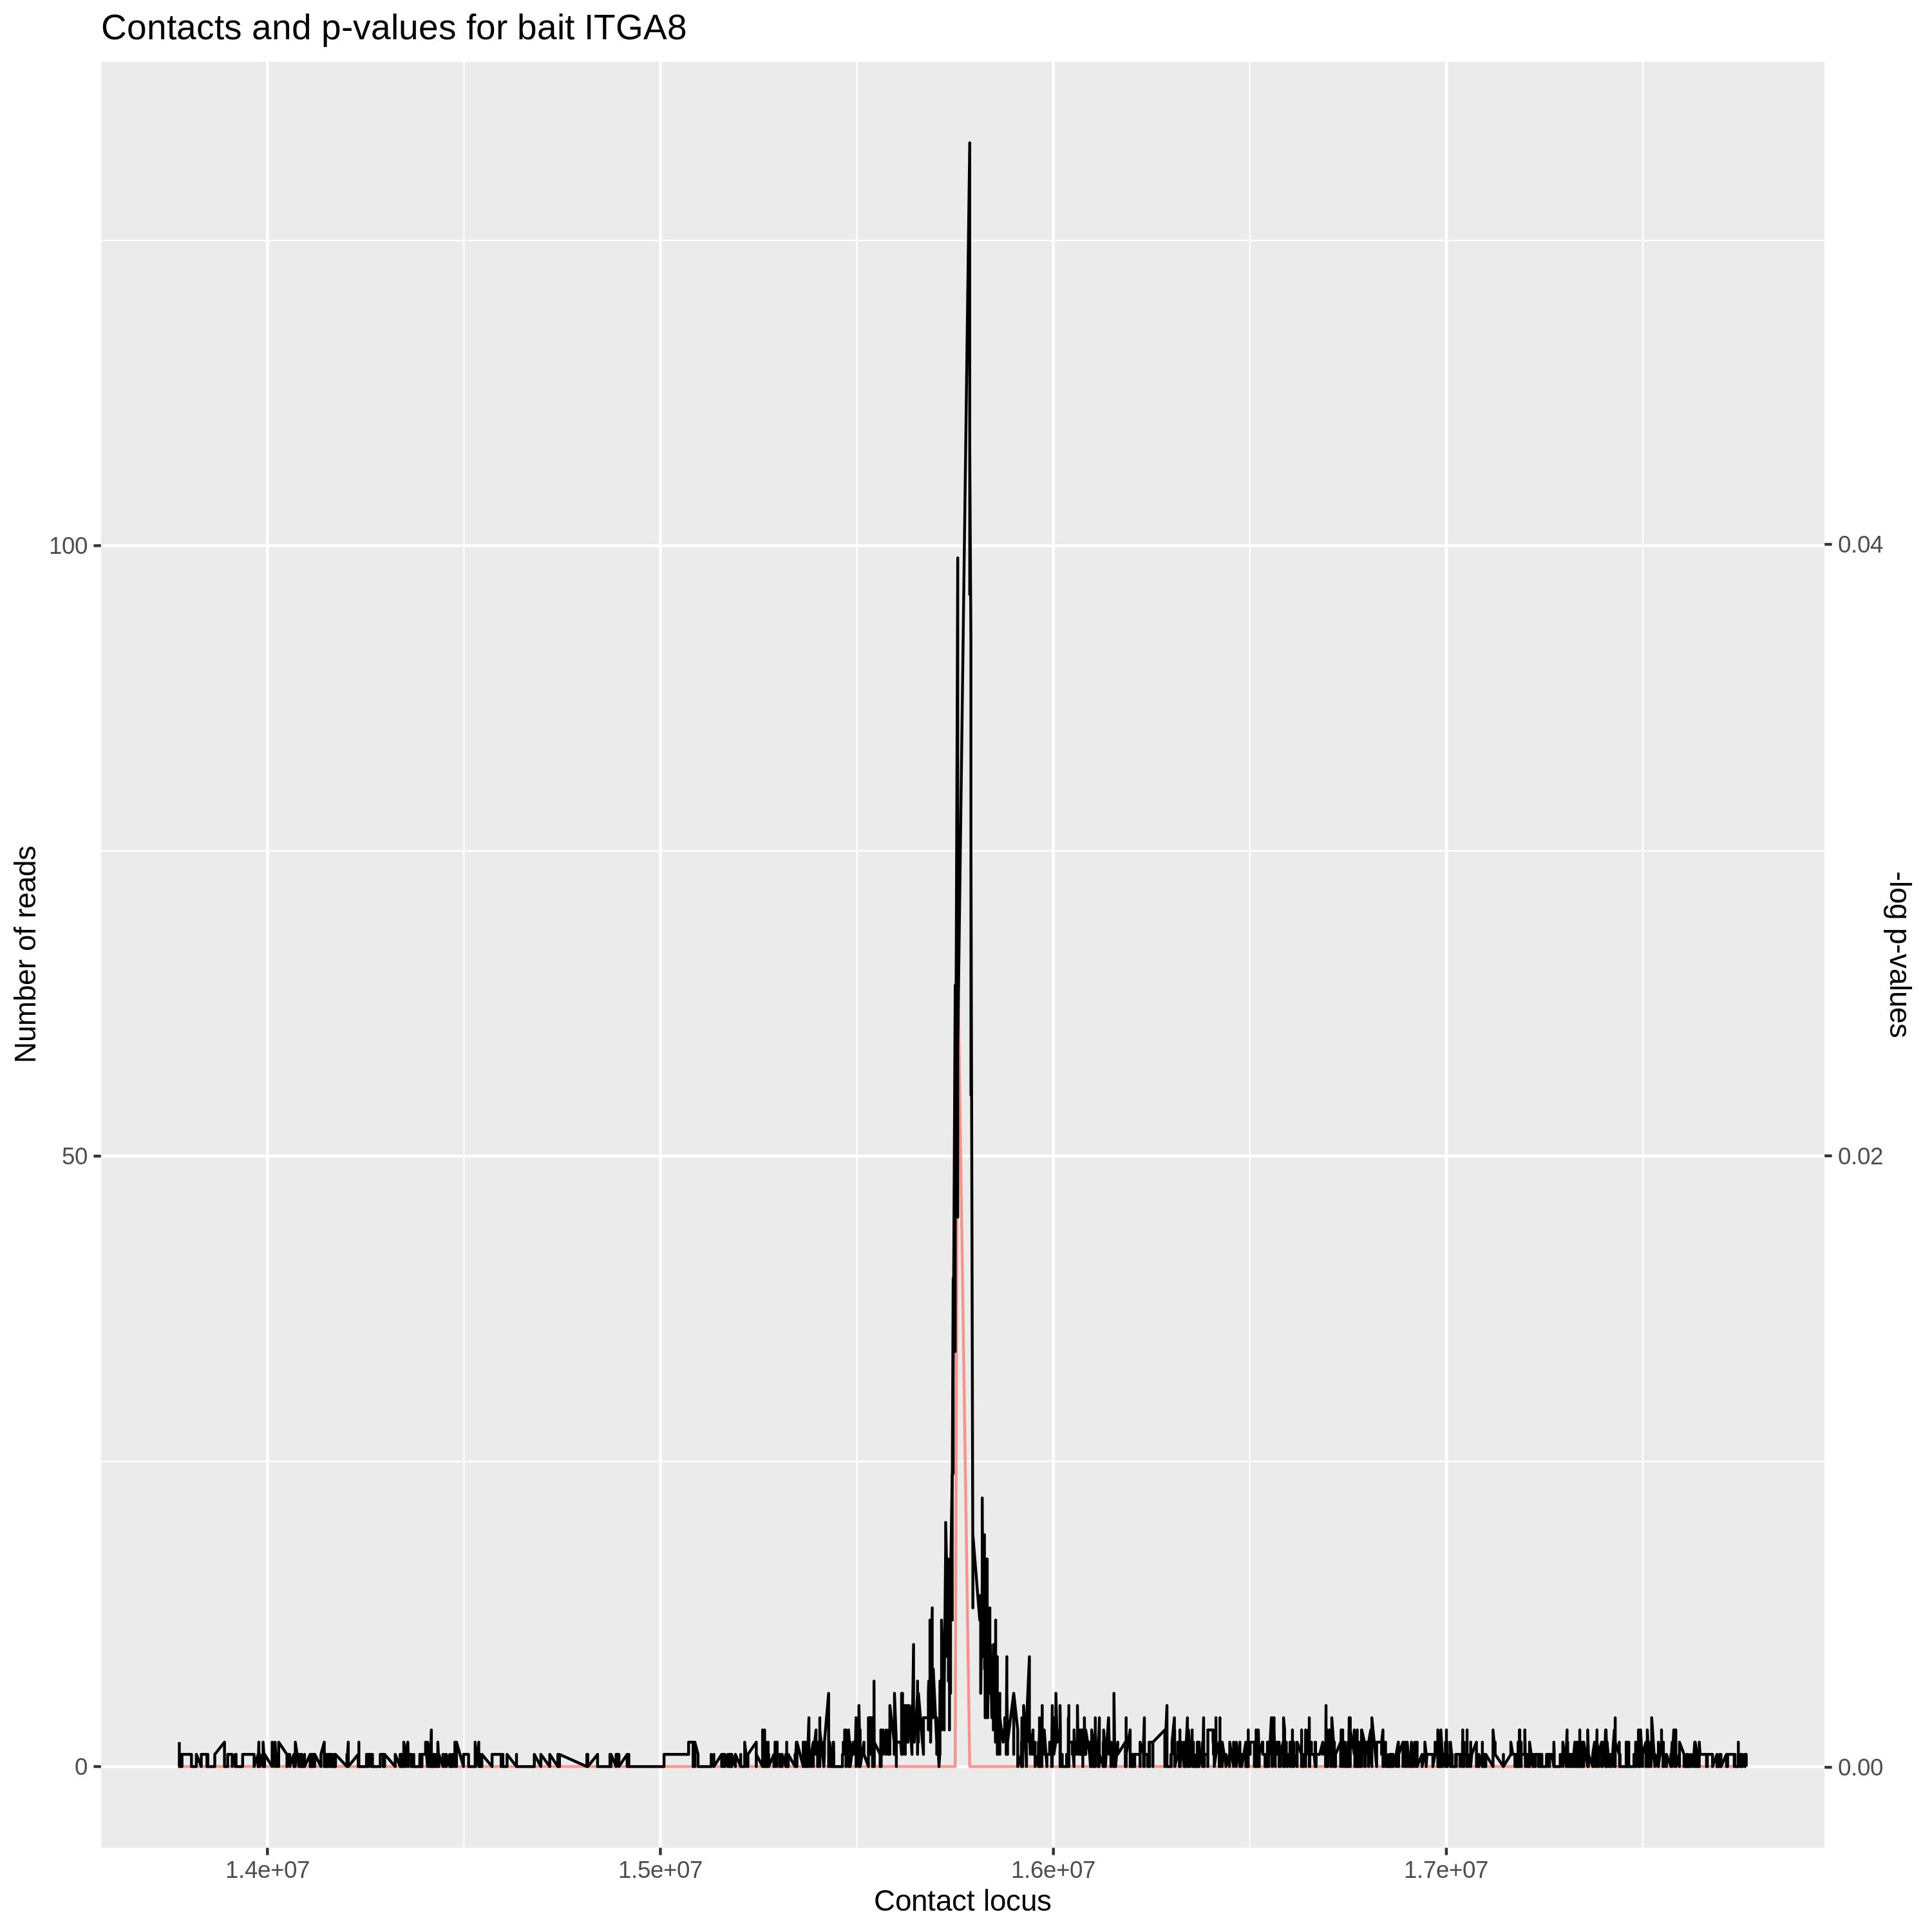 Contacts and p-values for bait ITGA8
Number of reads
100
50
0
0.04
0.02
0.00
-log p-values
1.4e+07
1.5e+07
1.6e+07
1.7e+07
Contact locus